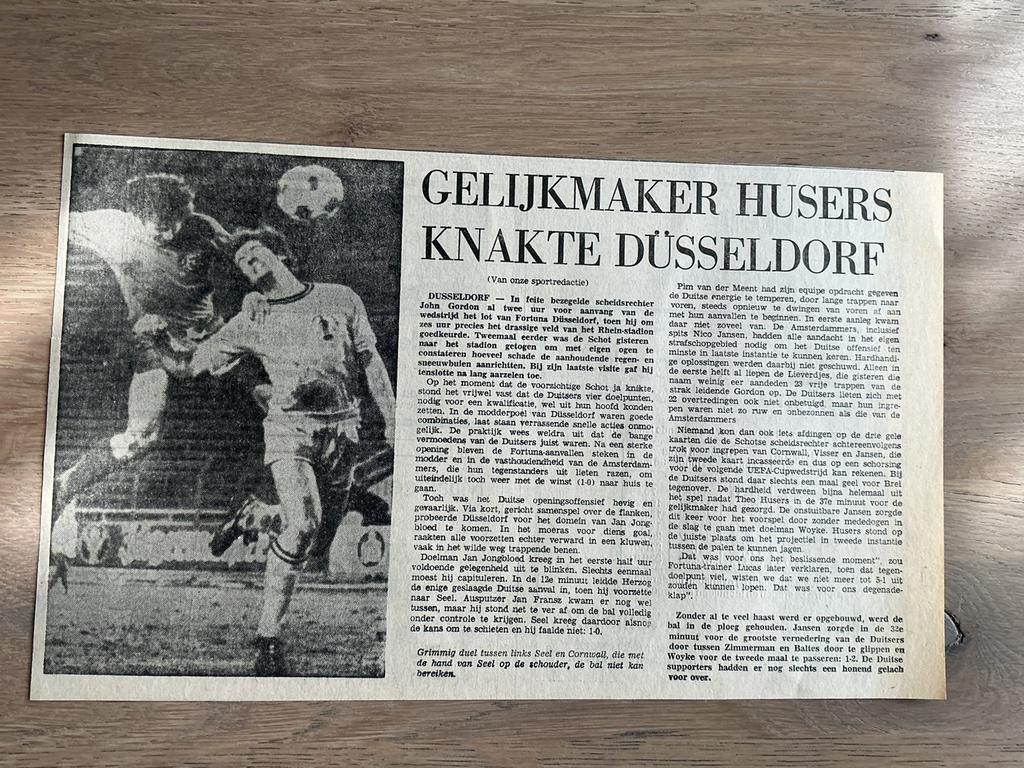 GELIJKMAKER HUSERS
KNAKTE DÜSSELDORF
(Van onze sportredactie)
DUSSELDORF — In feite bezegelde scheidsrechter
John Gordon al twee uur voor aanvang van de
wedstrijd het lot van Fortuna Düsseldorf, toen hij om
zes uur precies het drassige veld van het Rhein-stadion
goedkeurde. Tweemaal eerder was de Schot gisteren
naar het stadion getogen om met eigen ogen te
constateren hoeveel schade de aanhoudende regen- en
sneeuwbuien aanrichtten. Bij zijn laatste visite gaf hij
tenslotte na lang aarzelen toe.
Op het moment dat de voorzichtige Schot ja knikte,
stond het vrijwel vast dat de Duitsers vier doelpunten,
nodig voor een kwalificatie, wel uit hun hoofd konden
zetten. In de modderpoel van Düsseldorf waren goede
combinaties, laat staan verrassende snelle acties onmo-
gelijk. De praktijk wees weldra uit dat de bange
vermoedens van de Duitsers juist waren. Na een sterke
opening bleven de Fortuna-aanvallen steken in de
modder en in de vasthoudendheid van de Amsterdam-
mers, die hun tegenstanders uit lieten razen, om
uiteindelijk toch weer met de winst (1-0) naar huis te
gaan.
Toch was het Duitse openingsoffensief hevig en
gevaarlijk. Via kort, gericht samenspel over de flanken,
probeerde Düsseldorf voor het domein van Jan Jong-
bloed te komen. In het moeras voor diens goal,
raakten alle voorzetten echter verward in een kluwen,
vaak in het wilde weg trappende benen.
Doelman Jan Jongbloed kreeg in het eerste half uur
voldoende gelegenheid uit te blinken. Slechts eenmaal
moest hij capituleren. In de 12e minuut leidde Herzog
de enige geslaagde Duitse aanval in, toen hij voorzette
naar Seel. Ausputzer Jan Fransz kwam er nog wel
tussen, maar hij stond net te ver af om de bal volledig
onder controle te krijgen. Seel kreeg daardoor alsnog
de kans om te schieten en hij faalde niet: 1-0.
Grimmig duel tussen links Seel en Cornwall, die met
de hand van Seel op de schouder, de bal niet kan
bereiken.
Pim van der Meent had zijn equipe opdracht gegeven
de Duitse energie te temperen, door lange trappen naar
voren, steeds opnieuw te dwingen van voren af aan
met hun aanvallen te beginnen. In eerste aanleg kwam
daar niet zoveel van. De Amsterdammers, inclusief
spits Nico Jansen, hadden alle aandacht in het eigen
strafschopgebied nodig om het Duitse offensief ten
minste in laatste instantie te kunnen keren. Hardhandi-
ge oplossingen werden daarbij niet geschuwd. Alleen in
de eerste helft al liepen de Lieverdjes, die gisteren die
naam weinig eer aandeden 23 vrije trappen van de
strak leidende Gordon op. De Duitsers lieten zich met
22 overtredingen ook niet onbetuigd, maar hun ingre-
pen waren niet zo ruw en onbezonnen als die van de
Amsterdammers
Niemand kon dan ook iets afdingen op de drie gele
kaarten die de Schotse scheidsrechter achtereenvolgens
trok voor ingrepen van Cornwall, Visser en Jansen, die
zijn tweede kaart incasseerde en dus op een schorsing
voor de volgende UEFA-Cupwedstrijd kan rekenen. Bij
de Duitsers stond daar slechts een maal geel voor Brei
tegenover. De hardheid verdween bijna helemaal uit
het spel nadat Theo Husers in de 37e minuut voor de
gelijkmaker had gezorgd. De onstuitbare Jansen zorgde
dit keer voor het voorspel door zonder mededogen in
de slag te gaan met doelman Woyke. Husers stond op
de juiste plaats om het projectiel in tweede instantie
tussen de palen te kunnen jagen.
„Dat was voor ons het beslissende moment", zou
Fortuna-trainer Lucas later verklaren, toen dat tegen-
doelpunt viel, wisten we dat we niet meer tot 5-1 uit
zouden kunnen lopen. Dat was voor ons degenade-
klap".
Zonder al te veel haast werd er opgebouwd, werd de
bal in de ploeg gehouden. Jansen zorgde in de 32e
minuut voor de grootste vernedering van de Duitsers
door tussen Zimmerman en Baltes door te glippen en
Woyke voor de tweede maal te passeren: 1-2. De Duitse
supporters hadden er nog slechts een honend gelach
voor over.